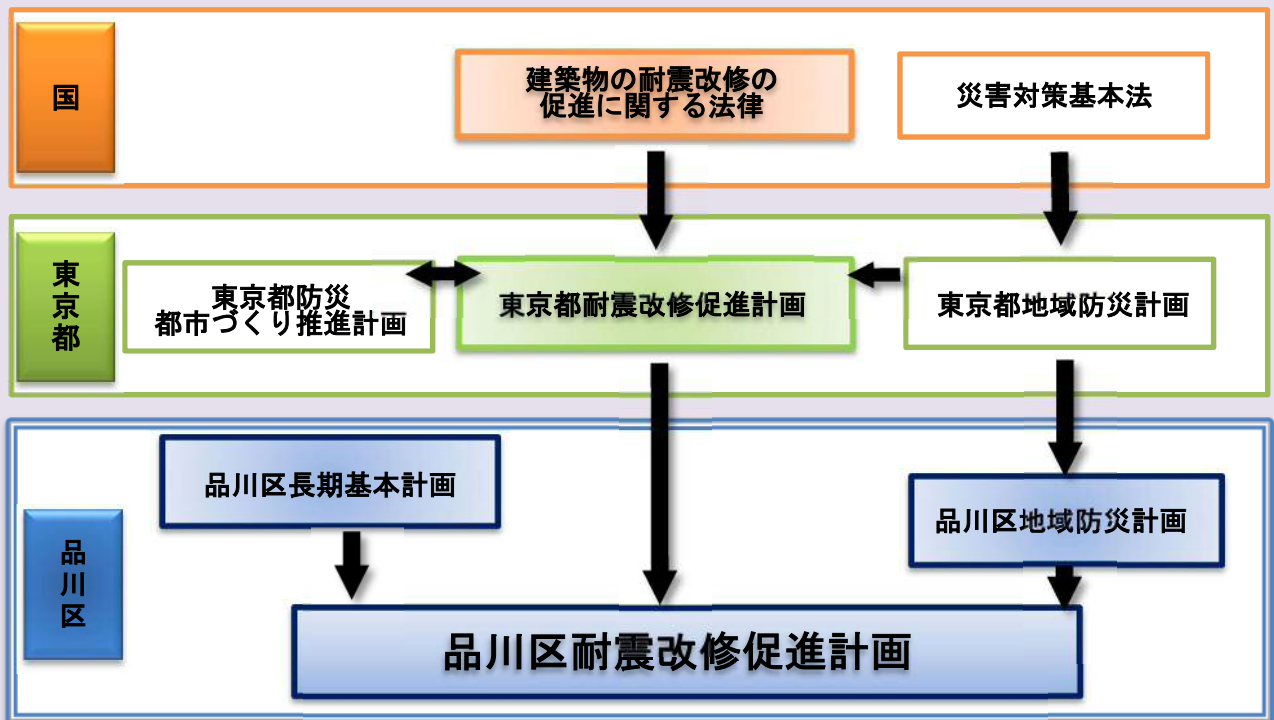 国
建築物の耐震改修の
促進に関する法律
災害対策基本法
東京都
東京都防災
都市づくり推進計画
東京都耐震改修促進計画
東京都地域防災計画
品川区
品川区長期基本計画
品川区地域防災計画
品川区耐震改修促進計画